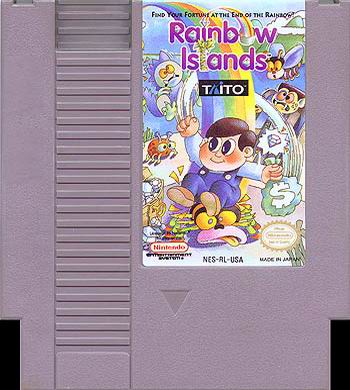 FIND YOUR FORTUNE AT THE END OF THE RAINBOW!
Rainbow
Islands
TAITO
$
Nintendo
ENTERTAINMENT
SYSTEM
NES-RL-USA
MADE IN JAPAN